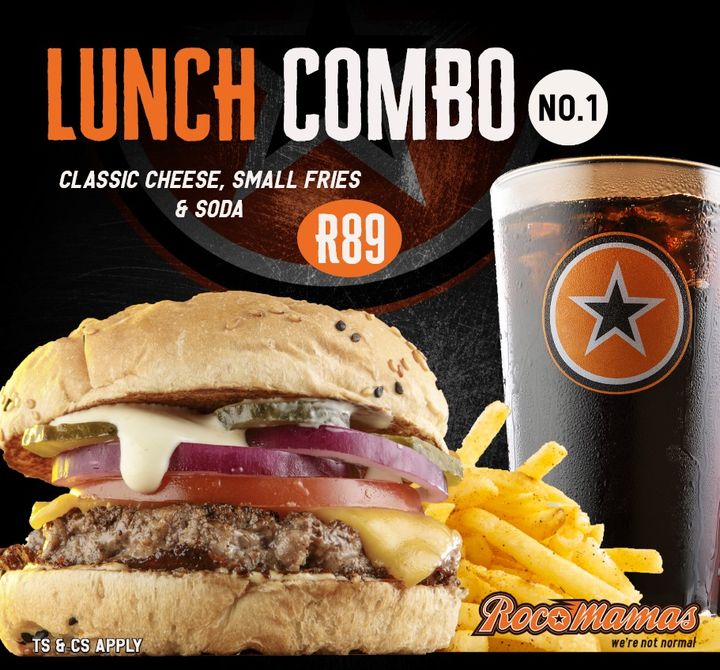 LUNCH COMBO NO.1
CLASSIC CHEESE, SMALL FRIES
& SODA
R89
RocoMamas
we're not normal
TS & CS APPLY